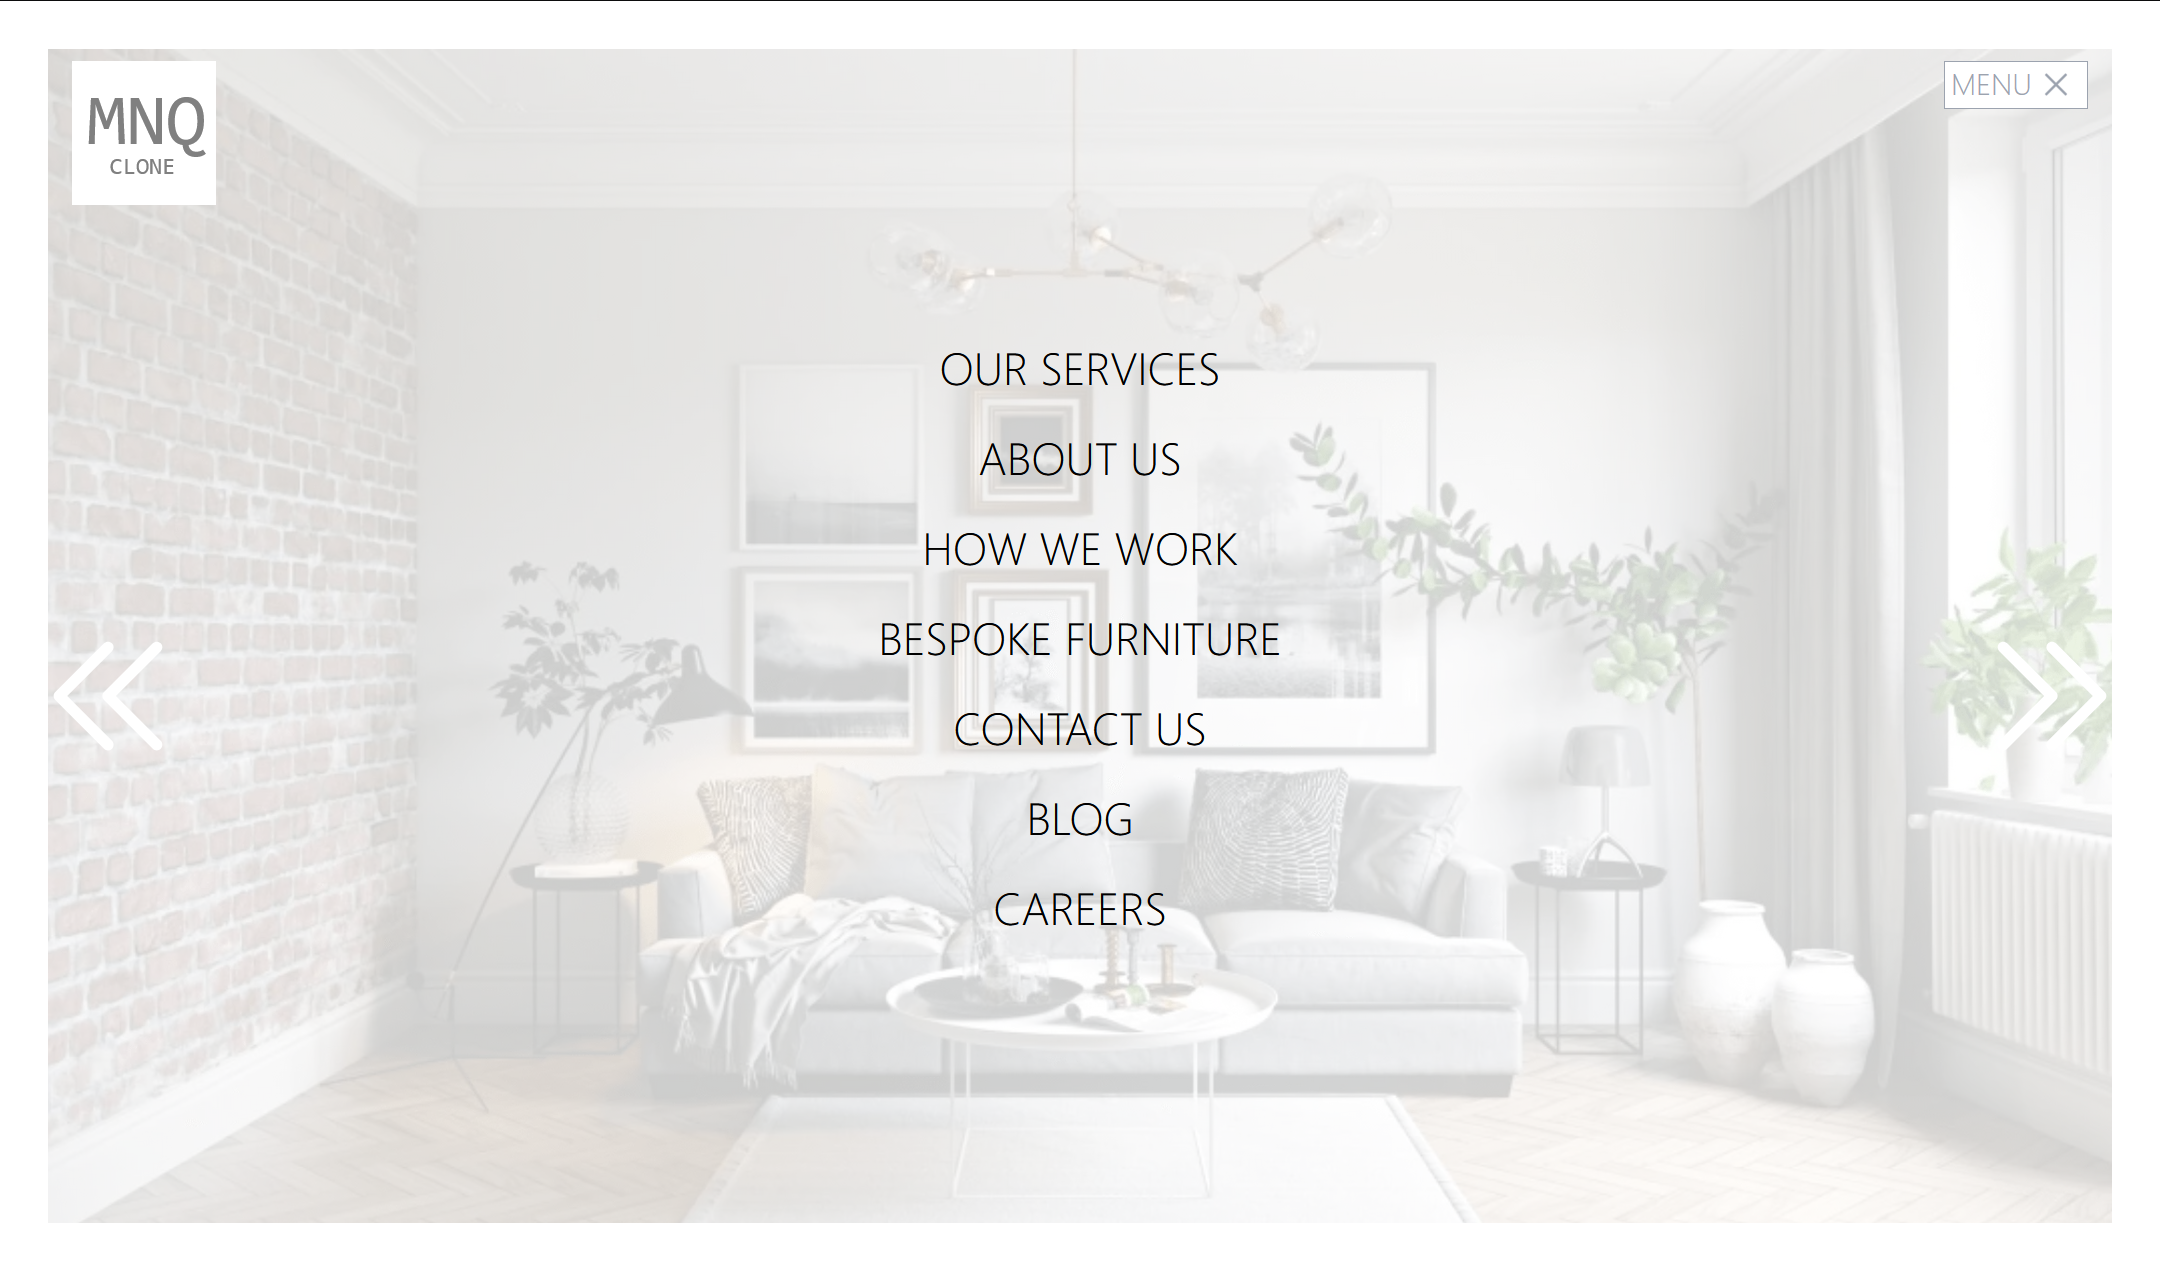 MNQ
CLONE
MENU
OUR SERVICES
ABOUT US
HOW WE WORK
BESPOKE FURNITURE
CONTACT US
BLOG
CAREERS